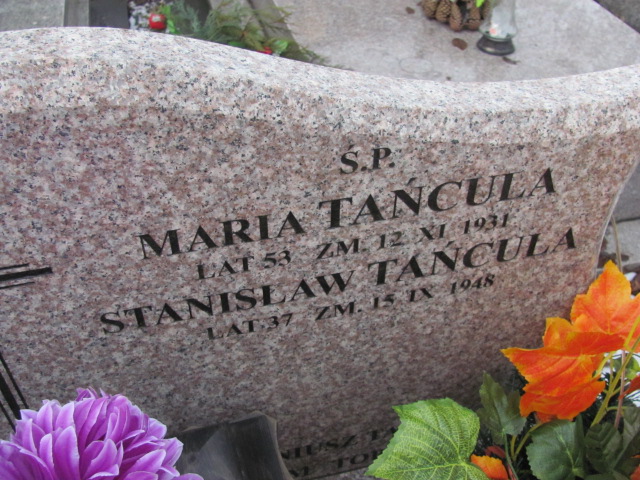 Ś.P.
MARIA TAŃCULA
LAT 53 ZM. 12 XI 1931
STANISŁAW TAŃCULA
LAT 37 ZM. 15 IX 1948